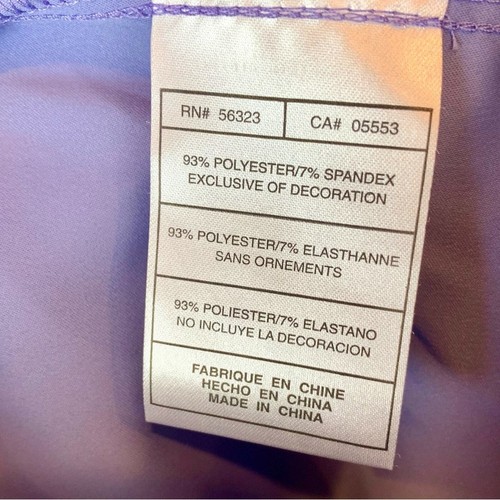 RN# 56323 CA# 05553
93% POLYESTER/7% SPANDEX
EXCLUSIVE OF DECORATION
93% POLYESTER/7% ELASTHANNE
SANS ORNEMENTS
93% POLIESTER/7% ELASTANO
NO INCLUYE LA DECORACION
FABRIQUE EN CHINE
HECHO EN CHINA
MADE IN CHINA